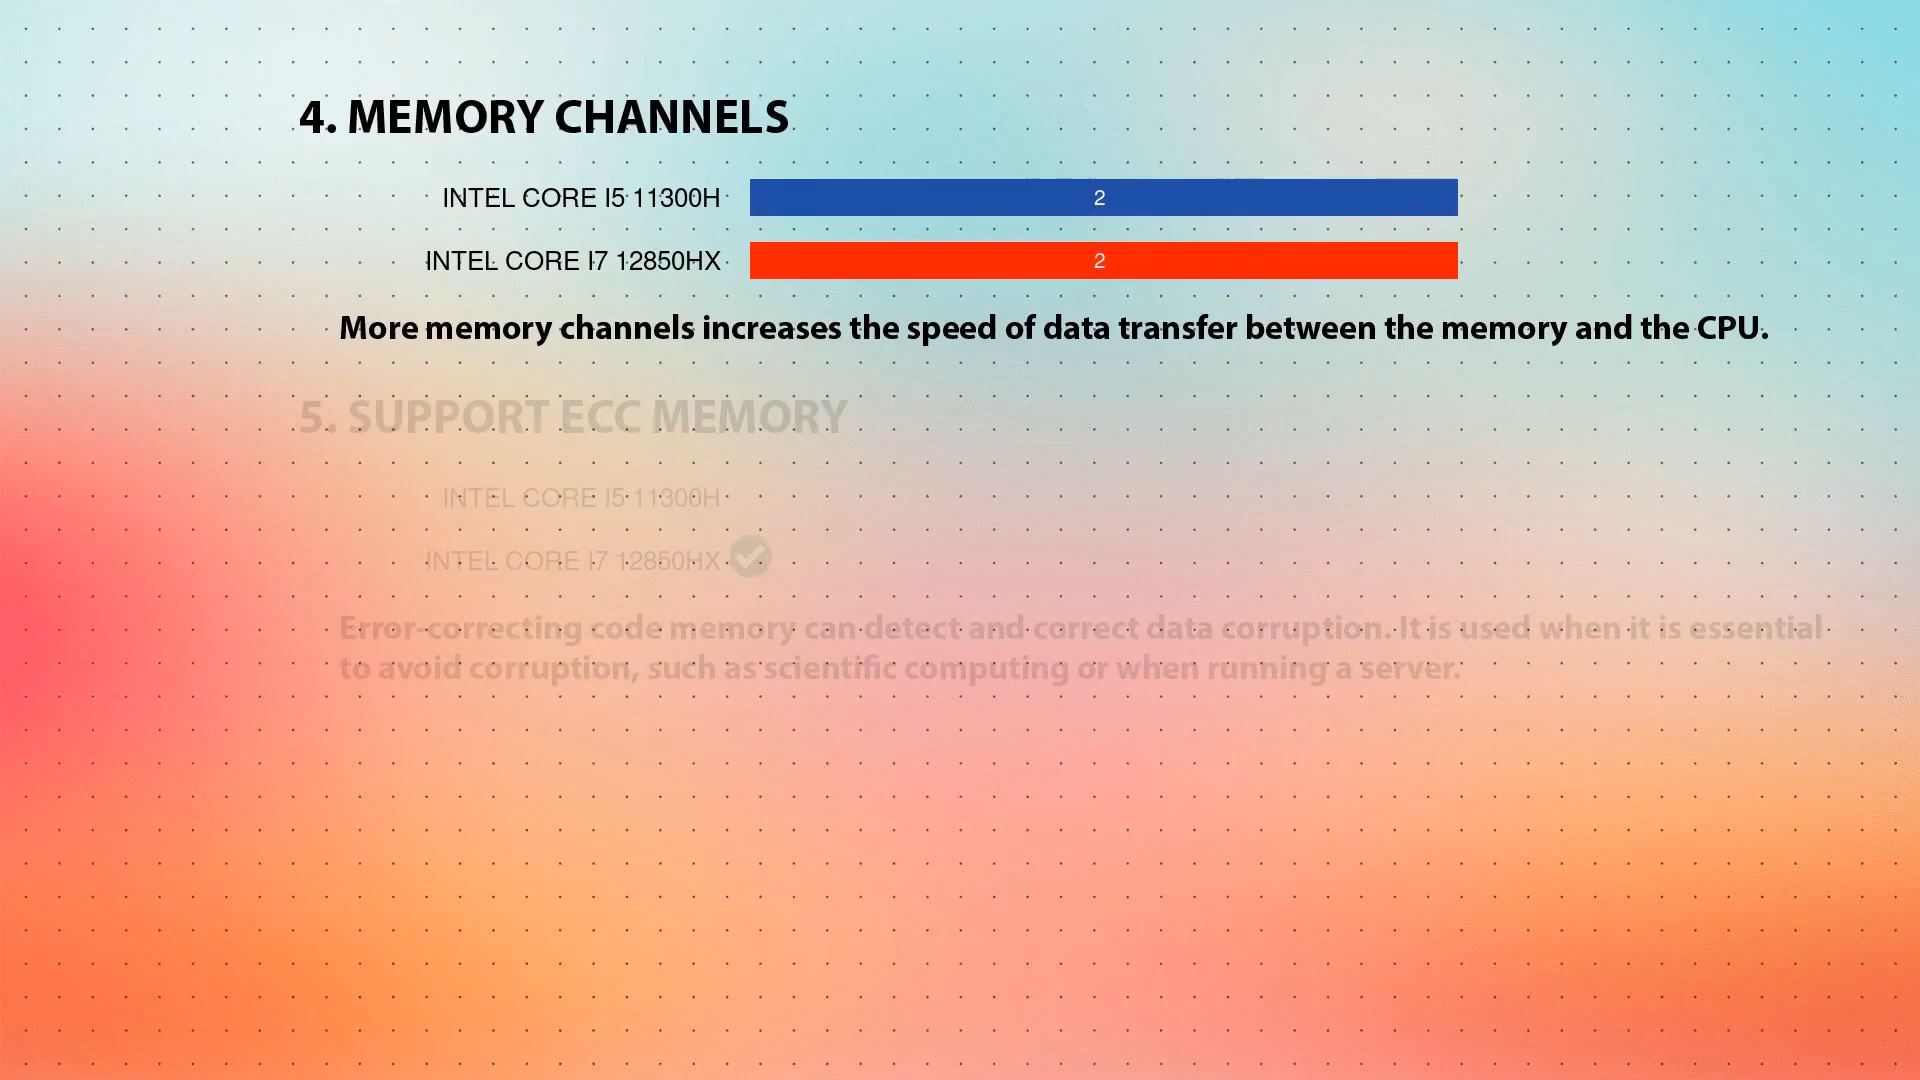 4. MEMORY CHANNELS
INTEL CORE I5 11300H 2
INTEL CORE I7 12850HX 2
More memory channels increases the speed of data transfer between the memory and the CPU.
5. SUPPORT ECC MEMORY
INTEL CORE I5 11300H
INTEL CORE I7 12850HX
Error-correcting code memory can detect and correct data corruption. It is used when it is essential
to avoid corruption, such as scientific computing or when running a server.